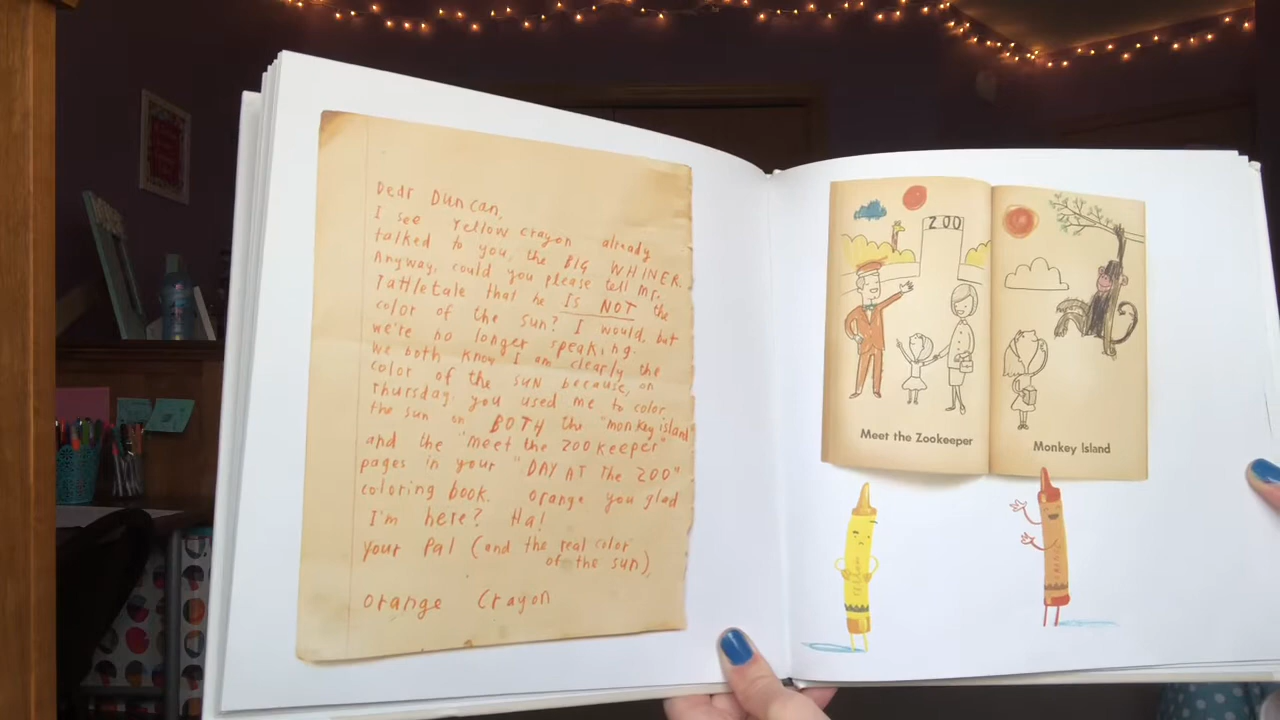 Dear Duncan,
I see Yellow crayon already
talked to you, the BIG WHINER.
Anyway, could you please tell Mr.
Tattletale that he IS NOT the
color of the sun? I would, but
we're no longer speaking.
We both know I am clearly the
color of the sun because, on
Thursday, you used me to color
the sun on BOTH the "monkey island"
and the "meet the zookeeper"
pages in your "DAY AT the ZOO"
coloring book. Orange you glad
I'm here? Ha!
Your Pal (and the real color
of the sun),
orange Crayon
ZOO
Meet the Zookeeper
Monkey Island
YELLOW
ORANGE